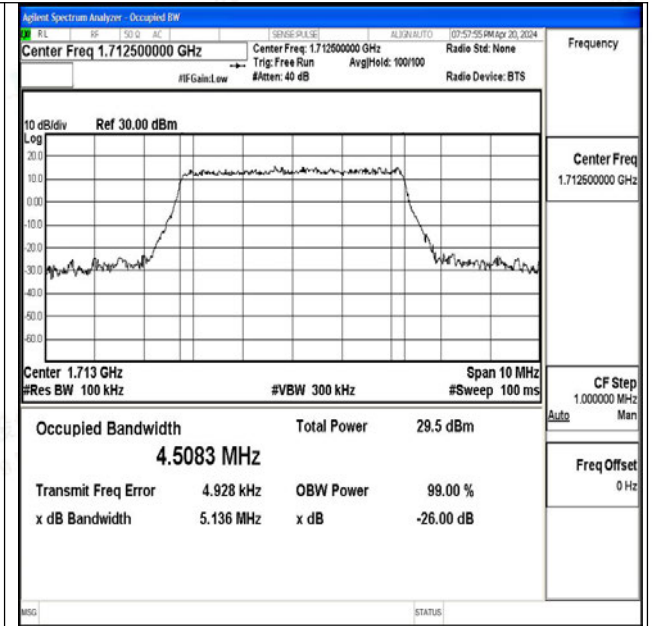 Agilent Spectrum Analyzer - Occupied BW
RL RF 50 Ω AC SENSE:PULSE ALIGN AUTO 07:57:55 PM Apr 20, 2024
Center Freq 1.712500000 GHz
Center Freq: 1.712500000 GHz
Radio Std: None
Trig: Free Run Avg|Hold: 100/100
#IFGain:Low
#Atten: 40 dB
Radio Device: BTS
Frequency
10 dB/div Ref 30.00 dBm
Log
20.0
10.0
0.00
-10.0
-20.0
-30.0
-40.0
-50.0
-60.0
Center 1.713 GHz Span 10 MHz
#Res BW 100 kHz #VBW 300 kHz #Sweep 100 ms
Occupied Bandwidth
4.5083 MHz
Total Power 29.5 dBm
Transmit Freq Error 4.928 kHz OBW Power 99.00 %
x dB Bandwidth 5.136 MHz x dB -26.00 dB
Center Freq
1.712500000 GHz
CF Step
1.000000 MHz
Auto Man
Freq Offset
0 Hz
MSG STATUS